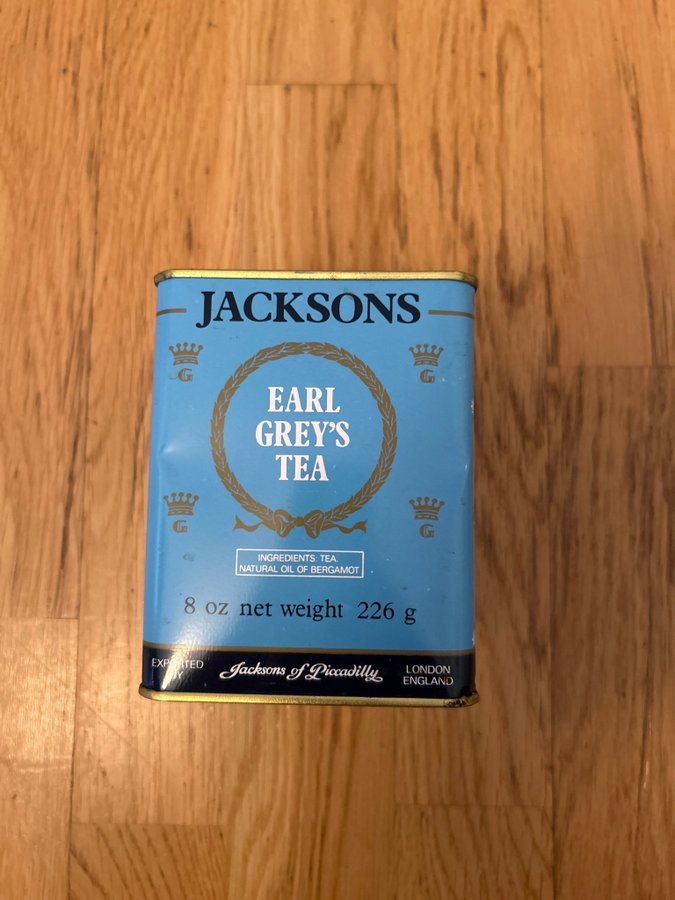 JACKSONS
G G
EARL
GREY'S
TEA
G G
INGREDIENTS: TEA.
NATURAL OIL OF BERGAMOT
8 oz net weight 226 g
EXPORTED
BY
Jacksons of Piccadilly
LONDON
ENGLAND